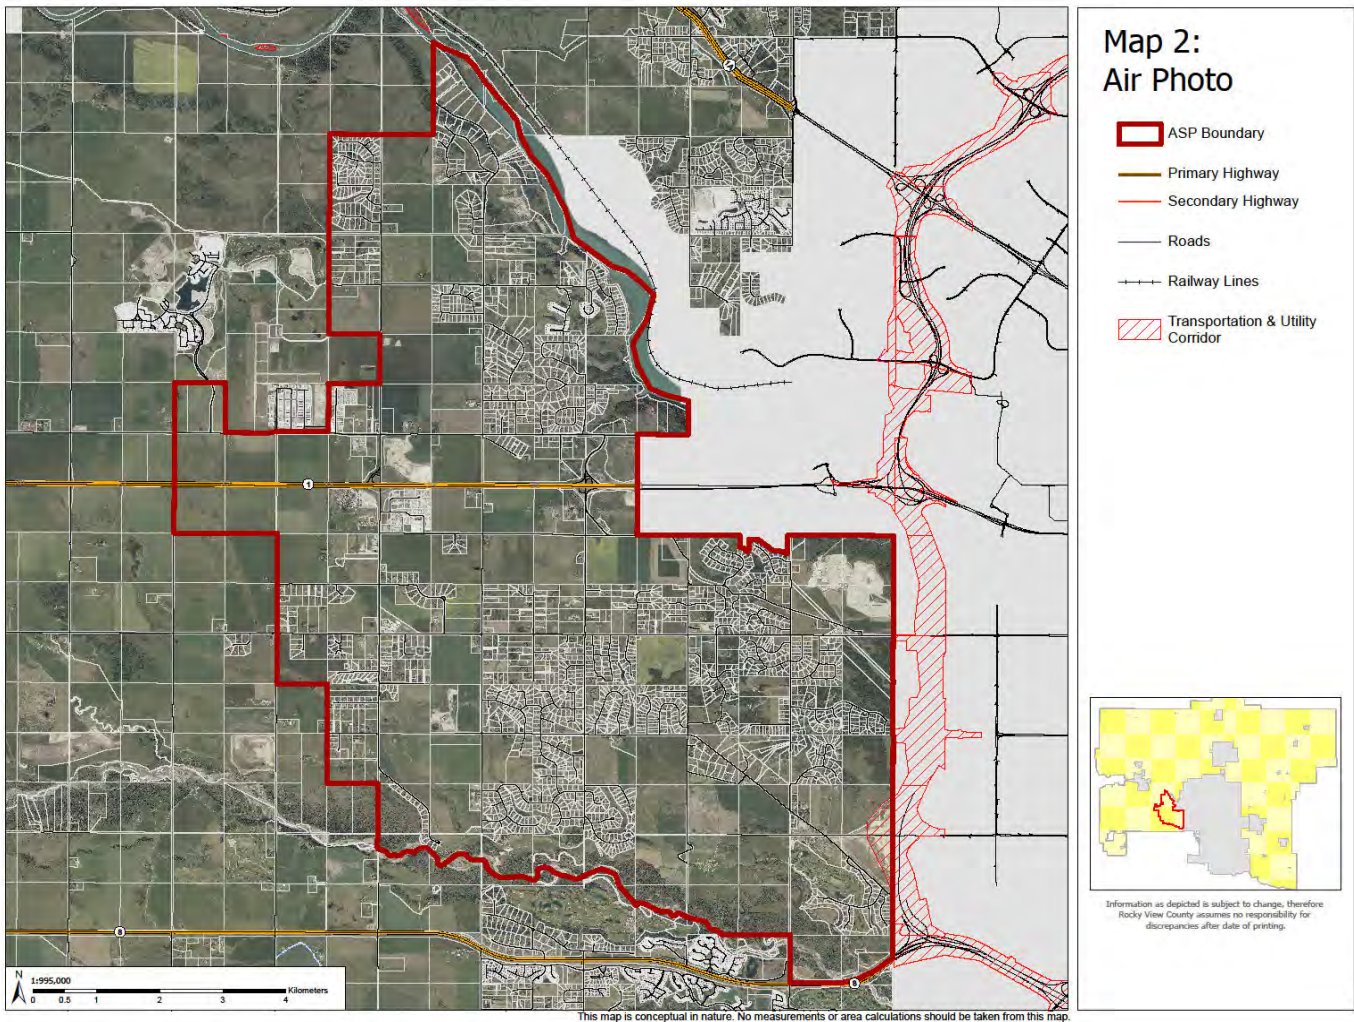 Map 2:
Air Photo
ASP Boundary
Primary Highway
Secondary Highway
Roads
Railway Lines
Transportation & Utility
Corridor
1
8
8
N
1:995,000
Kilometers
0 0.5 1 2 3 4
Information as depicted is subject to change, therefore
Rocky View County assumes no responsibility for
discrepancies after date of printing.
This map is conceptual in nature. No measurements or area calculations should be taken from this map.